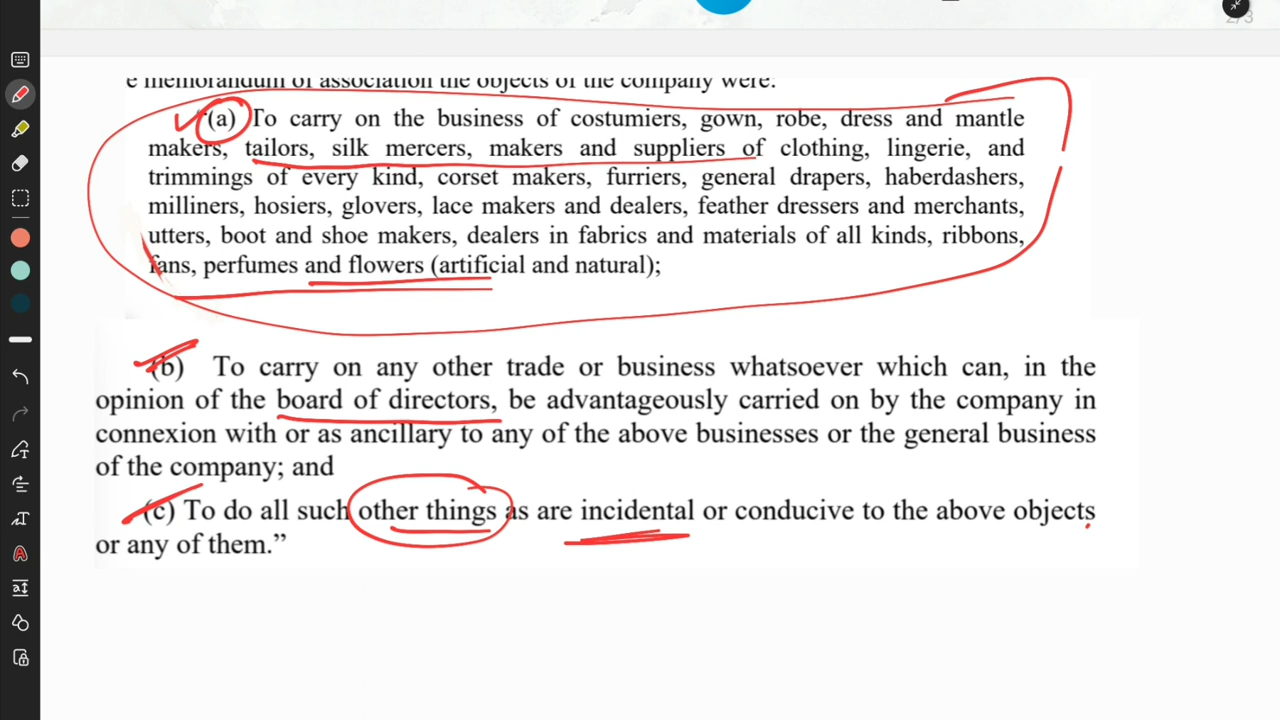 e memorandum of association the objects of the company were:
(a) To carry on the business of costumiers, gown, robe, dress and mantle
makers, tailors, silk mercers, makers and suppliers of clothing, lingerie, and
trimmings of every kind, corset makers, furriers, general drapers, haberdashers,
milliners, hosiers, glovers, lace makers and dealers, feather dressers and merchants,
utters, boot and shoe makers, dealers in fabrics and materials of all kinds, ribbons,
fans, perfumes and flowers (artificial and natural);
(b) To carry on any other trade or business whatsoever which can, in the
opinion of the board of directors, be advantageously carried on by the company in
connexion with or as ancillary to any of the above businesses or the general business
of the company; and
(c) To do all such other things as are incidental or conducive to the above objects
or any of them.”